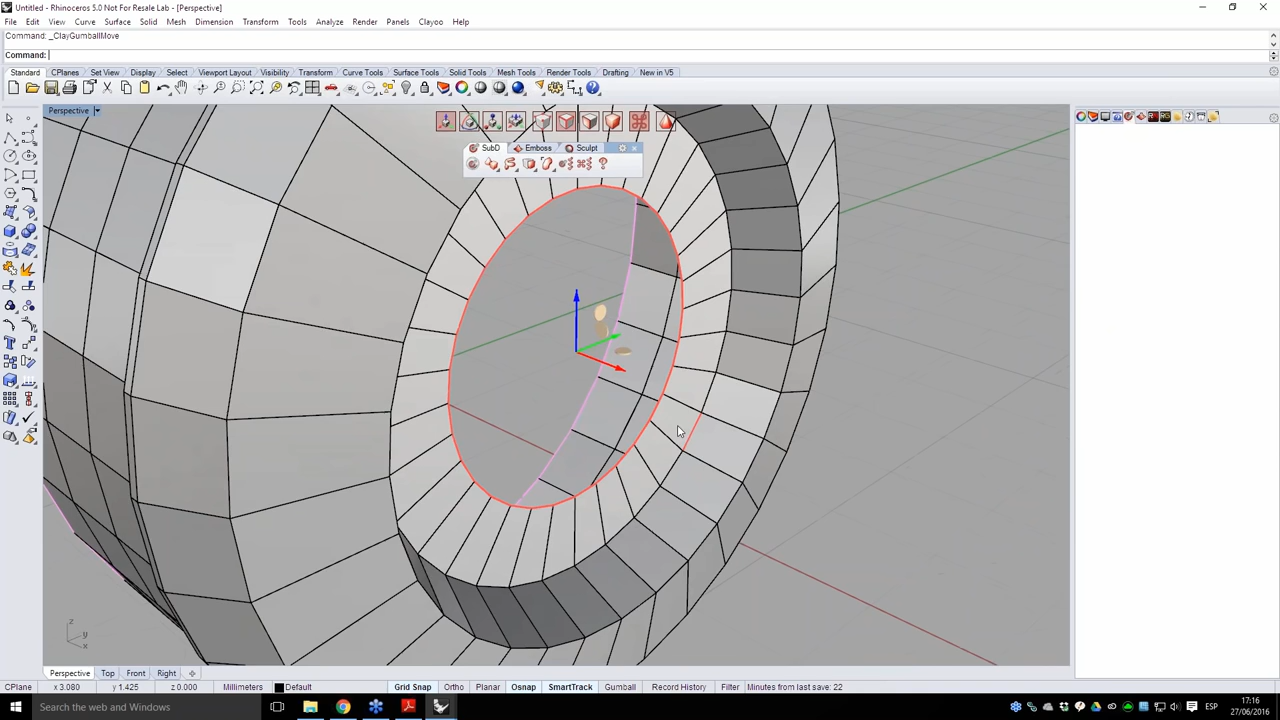 Untitled - Rhinoceros 5.0 Not For Resale Lab - [Perspective]
File Edit View Curve Surface Solid Mesh Dimension Transform Tools Analyze Render Panels Clayoo Help
Command: _ClayGumballMove
Command:
Standard CPlanes Set View Display Select Viewport Layout Visibility Transform Curve Tools Surface Tools Solid Tools Mesh Tools Render Tools Drafting New in V5
Perspective
SubD Emboss Sculpt
z
y
x
Perspective Top Front Right
CPlane x 3.080 y 1.425 z 0.000 Millimeters Default Grid Snap Ortho Planar Osnap SmartTrack Gumball Record History Filter Minutes from last save: 22
Search the web and Windows
ESP
17:16
27/06/2016